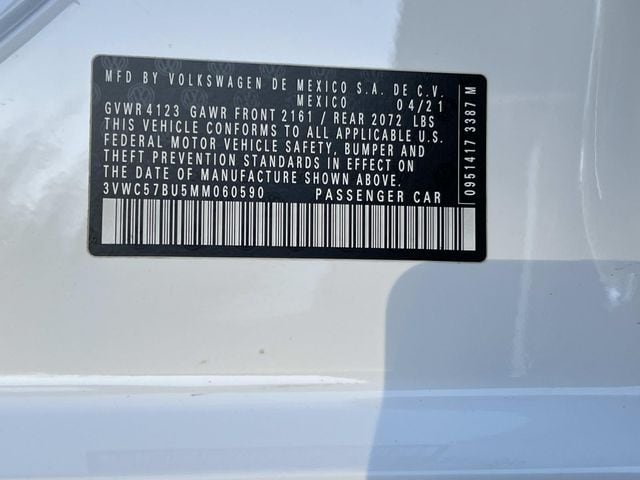 MFD BY VOLKSWAGEN DE MEXICO S.A. DE C.V.
MEXICO 04/21
GVWR 4123 GAWR FRONT 2161 / REAR 2072 LBS
THIS VEHICLE CONFORMS TO ALL APPLICABLE U.S.
FEDERAL MOTOR VEHICLE SAFETY, BUMPER AND
THEFT PREVENTION STANDARDS IN EFFECT ON
THE DATE OF MANUFACTURE SHOWN ABOVE.
3VWC57BU5MM060590 PASSENGER CAR
0951417 3387 M